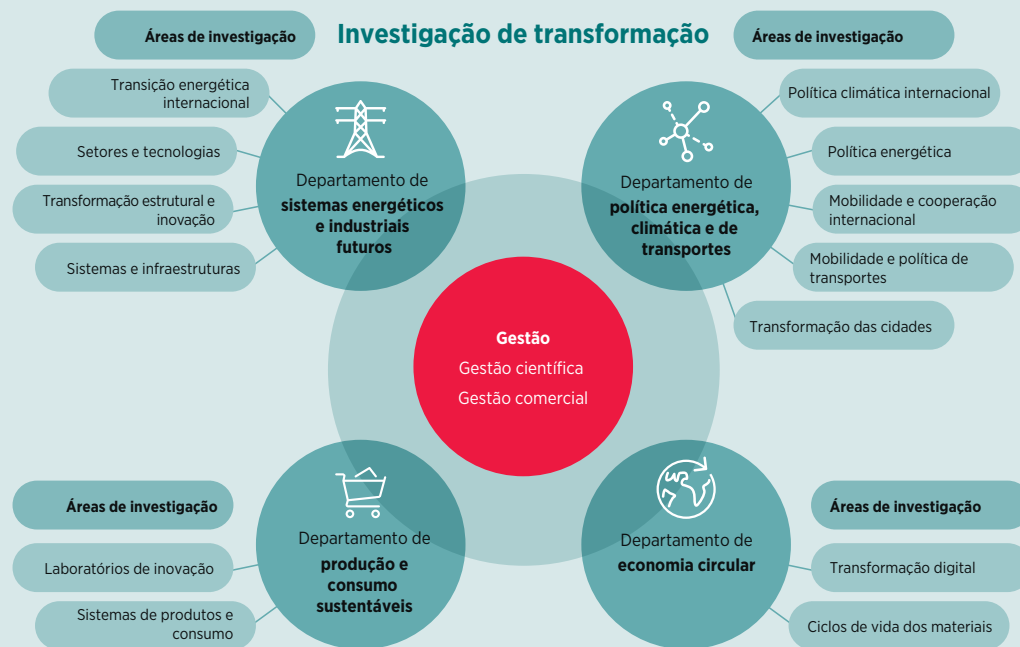 Investigação de transformação
Áreas de investigação
Transição energética
internacional
Setores e tecnologias
Transformação estrutural e
inovação
Sistemas e infraestruturas
Departamento de
sistemas energéticos
e industriais
futuros
Áreas de investigação
Política climática internacional
Política energética
Mobilidade e cooperação
internacional
Mobilidade e política de
transportes
Transformação das cidades
Departamento de
política energética,
climática e de
transportes
Gestão
Gestão científica
Gestão comercial
Áreas de investigação
Laboratórios de inovação
Sistemas de produtos e
consumo
Departamento de
produção e
consumo
sustentáveis
Departamento de
economia circular
Áreas de investigação
Transformação digital
Ciclos de vida dos materiais